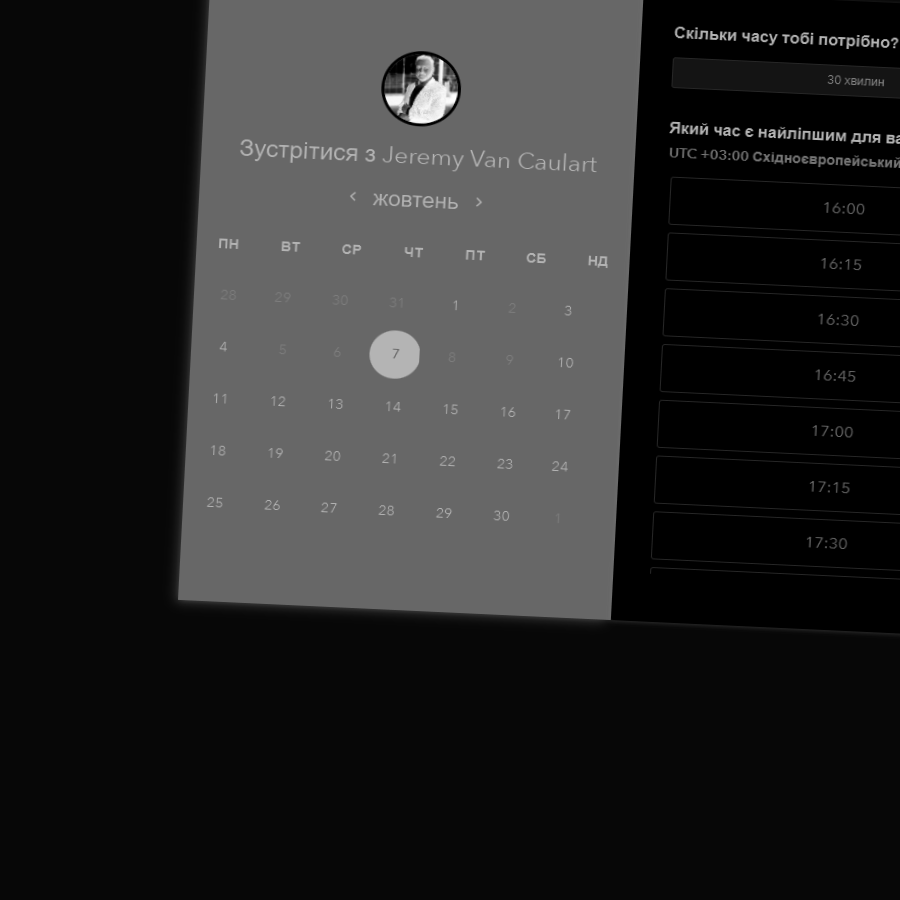 Зустрітися з Jeremy Van Caulart
‹ жовтень ›
ПН ВТ СР ЧТ ПТ СБ НД
28 29 30 31 1 2 3
4 5 6 7 8 9 10
11 12 13 14 15 16 17
18 19 20 21 22 23 24
25 26 27 28 29 30 1
Скільки часу тобі потрібно?
30 хвилин
Який час є найліпшим для
UTC +03:00 Східноєвропейський
16:00
16:15
16:30
16:45
17:00
17:15
17:30